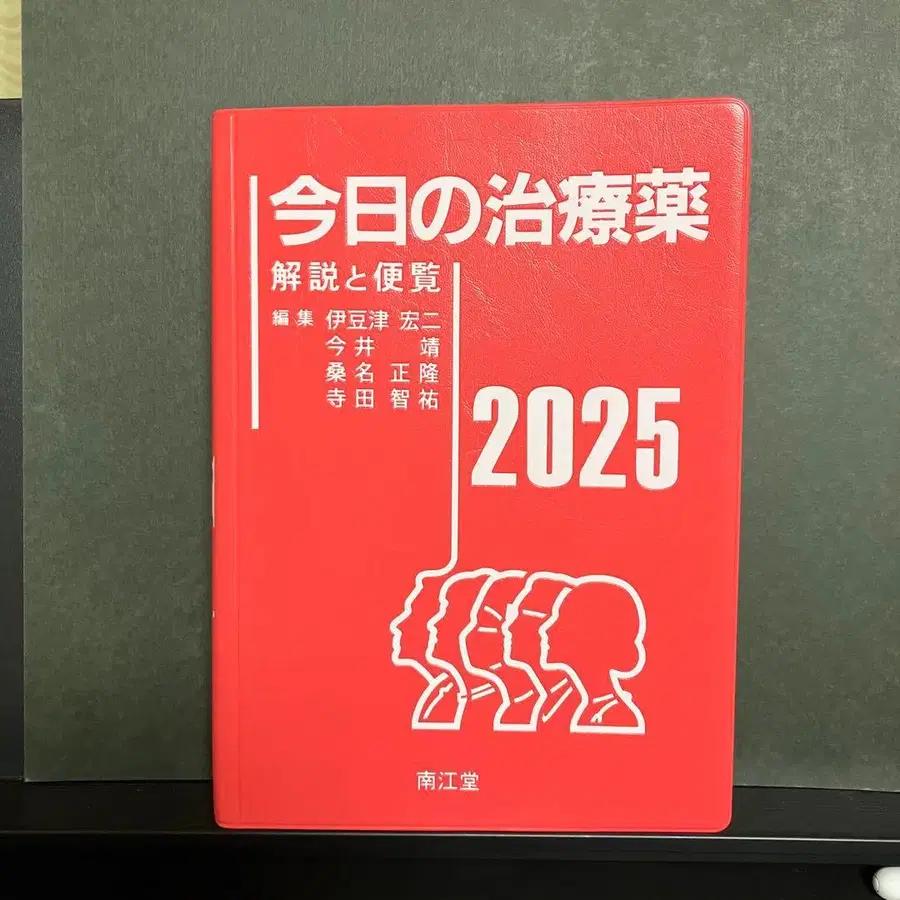 今日の治療薬
解説と便覧
編集 伊豆津 宏二
今井 靖
桑名 正隆
寺田 智祐
2025
南江堂